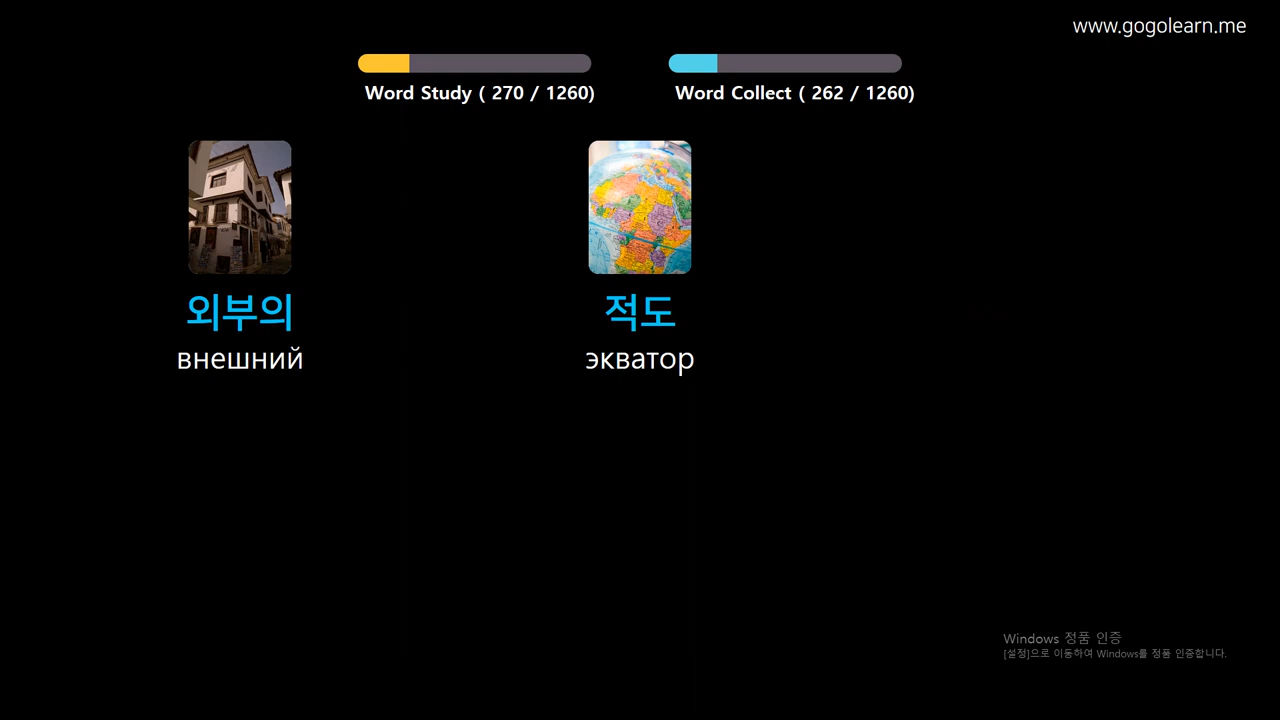 www.gogolearn.me
Word Study ( 270 / 1260)
Word Collect ( 262 / 1260)
외부의
внешний
적도
экватор
Windows 정품 인증
[설정]으로 이동하여 Windows를 정품 인증합니다.